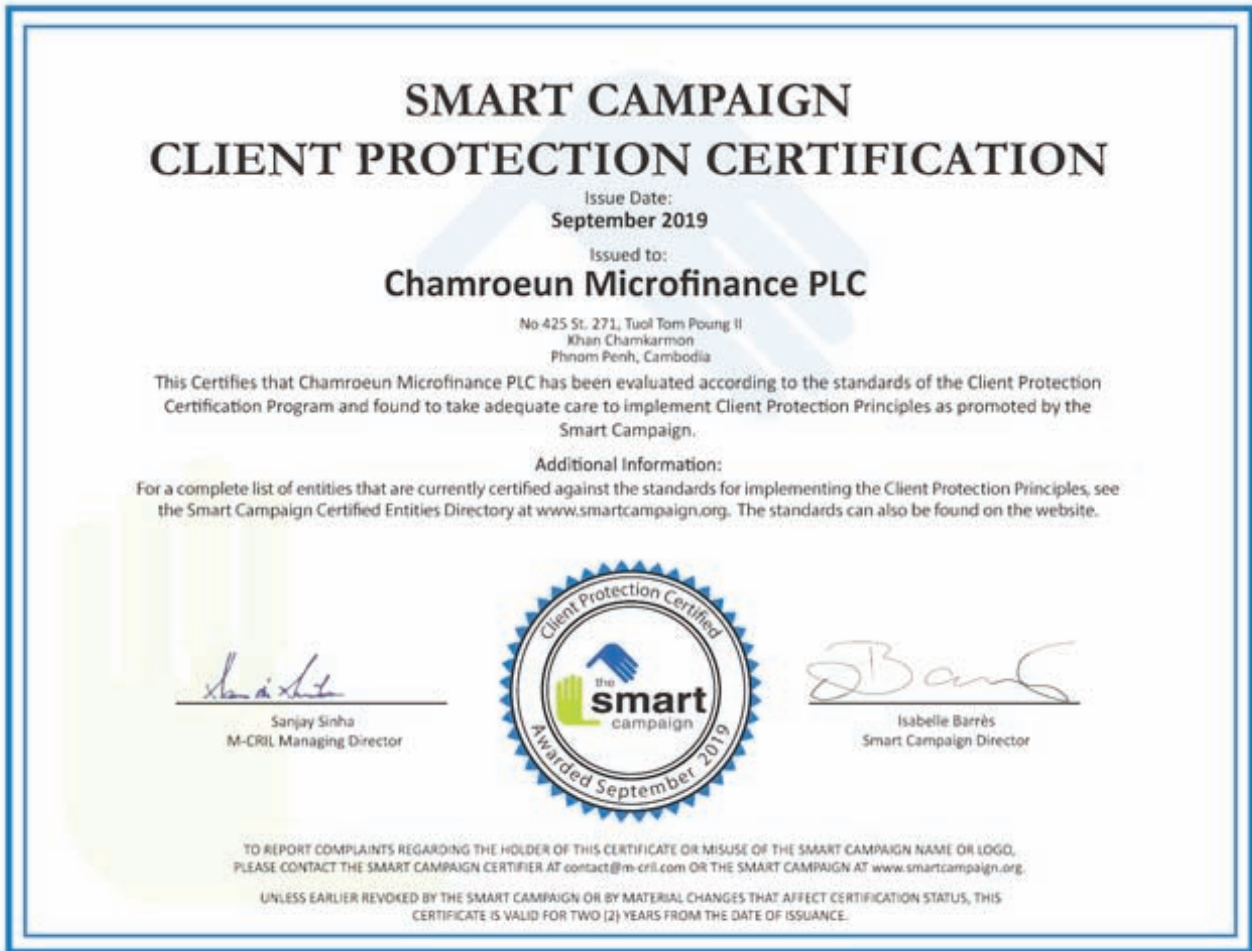 SMART CAMPAIGN
CLIENT PROTECTION CERTIFICATION
Issue Date:
September 2019
Issued to:
Chamroeun Microfinance PLC
No 425 St. 271, Tuol Tom Poung II
Khan Chamkarmon
Phnom Penh, Cambodia
This Certifies that Chamroeun Microfinance PLC has been evaluated according to the standards of the Client Protection
Certification Program and found to take adequate care to implement Client Protection Principles as promoted by the
Smart Campaign.
Additional Information:
For a complete list of entities that are currently certified against the standards for implementing the Client Protection Principles, see
the Smart Campaign Certified Entities Directory at www.smartcampaign.org. The standards can also be found on the website.
Client Protection Certified
the
smart
campaign
Awarded September 2019
Sanjay Sinha
M-CRIL Managing Director
Isabelle Barrès
Smart Campaign Director
TO REPORT COMPLAINTS REGARDING THE HOLDER OF THIS CERTIFICATE OR MISUSE OF THE SMART CAMPAIGN NAME OR LOGO,
PLEASE CONTACT THE SMART CAMPAIGN CERTIFIER AT contact@m-cril.com OR THE SMART CAMPAIGN AT www.smartcampaign.org.
UNLESS EARLIER REVOKED BY THE SMART CAMPAIGN OR BY MATERIAL CHANGES THAT AFFECT CERTIFICATION STATUS, THIS
CERTIFICATE IS VALID FOR TWO (2) YEARS FROM THE DATE OF ISSUANCE.